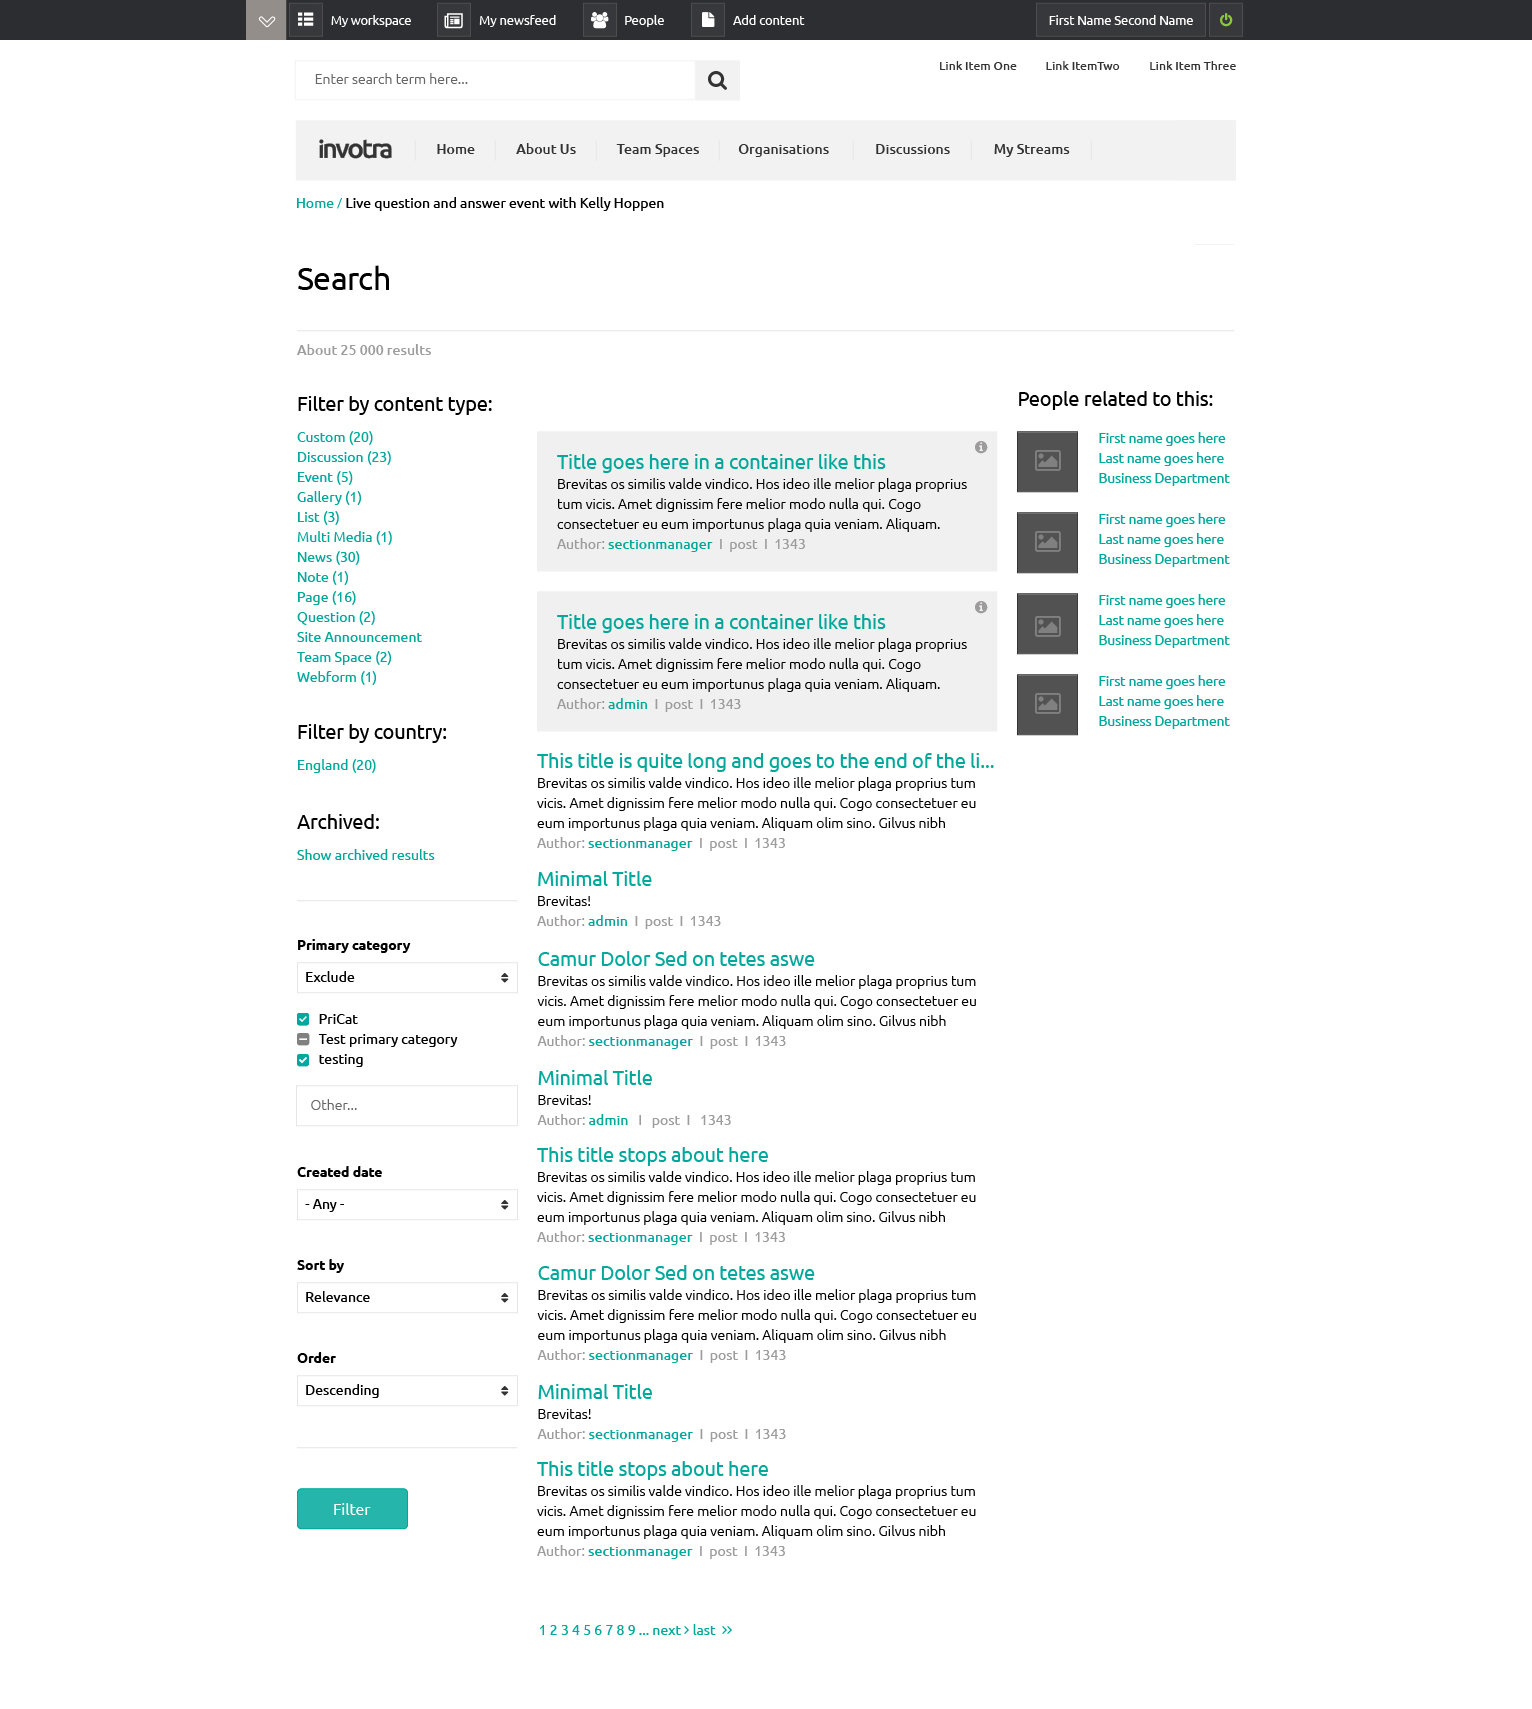 My workspace
My newsfeed
People
Add content
First Name Second Name
Enter search term here...
Link Item One
Link ItemTwo
Link Item Three
invotra
Home
About Us
Team Spaces
Organisations
Discussions
My Streams
Home / Live question and answer event with Kelly Hoppen
Search
About 25 000 results
Filter by content type:
Custom (20)
Discussion (23)
Event (5)
Gallery (1)
List (3)
Multi Media (1)
News (30)
Note (1)
Page (16)
Question (2)
Site Announcement
Team Space (2)
Webform (1)
Filter by country:
England (20)
Archived:
Show archived results
Primary category
Exclude
PriCat
Test primary category
testing
Other...
Created date
- Any -
Sort by
Relevance
Order
Descending
Filter
Title goes here in a container like this
Brevitas os similis valde vindico. Hos ideo ille melior plaga proprius
tum vicis. Amet dignissim fere melior modo nulla qui. Cogo
consectetuer eu eum importunus plaga quia veniam. Aliquam.
Author: sectionmanager I post I 1343
Title goes here in a container like this
Brevitas os similis valde vindico. Hos ideo ille melior plaga proprius
tum vicis. Amet dignissim fere melior modo nulla qui. Cogo
consectetuer eu eum importunus plaga quia veniam. Aliquam.
Author: admin I post I 1343
This title is quite long and goes to the end of the li...
Brevitas os similis valde vindico. Hos ideo ille melior plaga proprius tum
vicis. Amet dignissim fere melior modo nulla qui. Cogo consectetuer eu
eum importunus plaga quia veniam. Aliquam olim sino. Gilvus nibh
Author: sectionmanager I post I 1343
Minimal Title
Brevitas!
Author: admin I post I 1343
Camur Dolor Sed on tetes aswe
Brevitas os similis valde vindico. Hos ideo ille melior plaga proprius tum
vicis. Amet dignissim fere melior modo nulla qui. Cogo consectetuer eu
eum importunus plaga quia veniam. Aliquam olim sino. Gilvus nibh
Author: sectionmanager I post I 1343
Minimal Title
Brevitas!
Author: admin I post I 1343
This title stops about here
Brevitas os similis valde vindico. Hos ideo ille melior plaga proprius tum
vicis. Amet dignissim fere melior modo nulla qui. Cogo consectetuer eu
eum importunus plaga quia veniam. Aliquam olim sino. Gilvus nibh
Author: sectionmanager I post I 1343
Camur Dolor Sed on tetes aswe
Brevitas os similis valde vindico. Hos ideo ille melior plaga proprius tum
vicis. Amet dignissim fere melior modo nulla qui. Cogo consectetuer eu
eum importunus plaga quia veniam. Aliquam olim sino. Gilvus nibh
Author: sectionmanager I post I 1343
Minimal Title
Brevitas!
Author: sectionmanager I post I 1343
This title stops about here
Brevitas os similis valde vindico. Hos ideo ille melior plaga proprius tum
vicis. Amet dignissim fere melior modo nulla qui. Cogo consectetuer eu
eum importunus plaga quia veniam. Aliquam olim sino. Gilvus nibh
Author: sectionmanager I post I 1343
1 2 3 4 5 6 7 8 9 ... next › last »
People related to this:
First name goes here
Last name goes here
Business Department
First name goes here
Last name goes here
Business Department
First name goes here
Last name goes here
Business Department
First name goes here
Last name goes here
Business Department